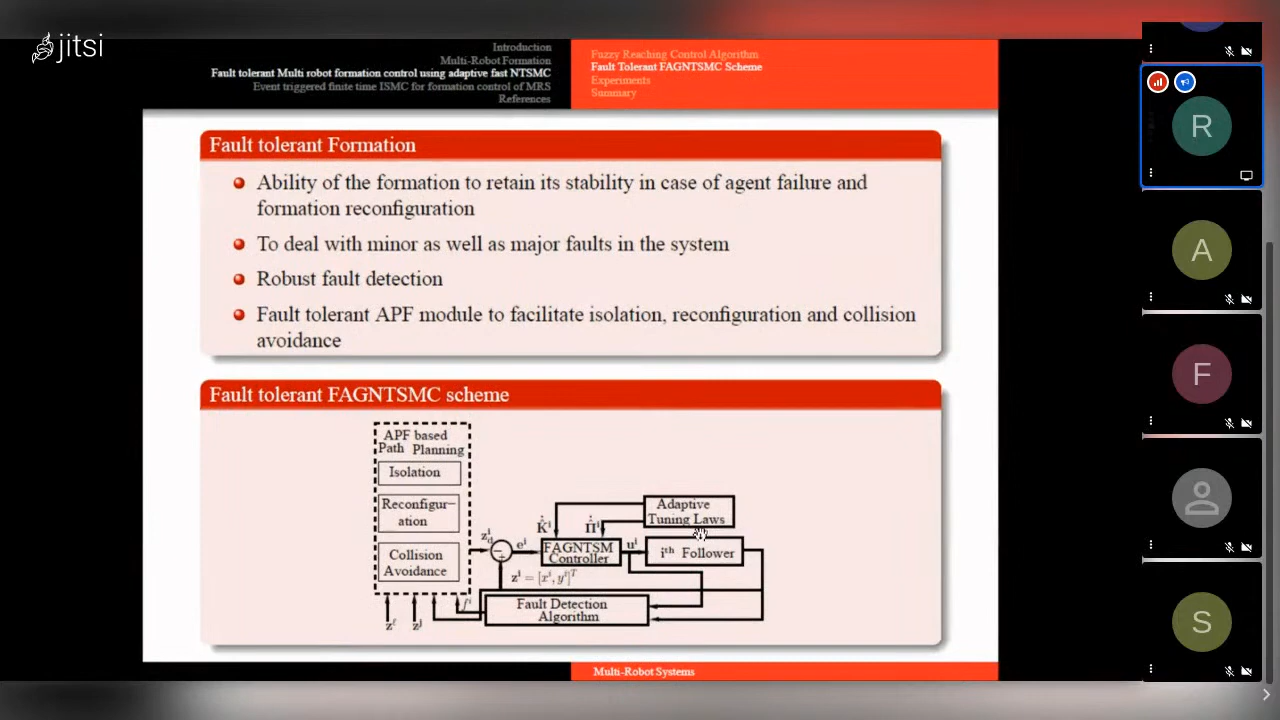 jitsi
Introduction
Multi-Robot Formation
Fault tolerant Multi robot formation control using adaptive fast NTSMC
Event triggered finite time ISMC for formation control of MRS
References
Fuzzy Reaching Control Algorithm
Fault Tolerant FAGNTSMC Scheme
Experiments
Summary
Fault tolerant Formation
Ability of the formation to retain its stability in case of agent failure and
formation reconfiguration
To deal with minor as well as major faults in the system
Robust fault detection
Fault tolerant APF module to facilitate isolation, reconfiguration and collision
avoidance
Fault tolerant FAGNTSMC scheme
APF based
Path Planning
Isolation
Reconfigur-
ation
Collision
Avoidance
Adaptive
Tuning Laws
FAGNTSM
Controller
iᵗʰ Follower
Fault Detection
Algorithm
z_d^i
e^i
K̂̇^i
Π̂̇^i
u^i
z^i = [x^i, y^i]^T
f^i
z^ℓ
z^j
Multi-Robot Systems
R
A
F
S